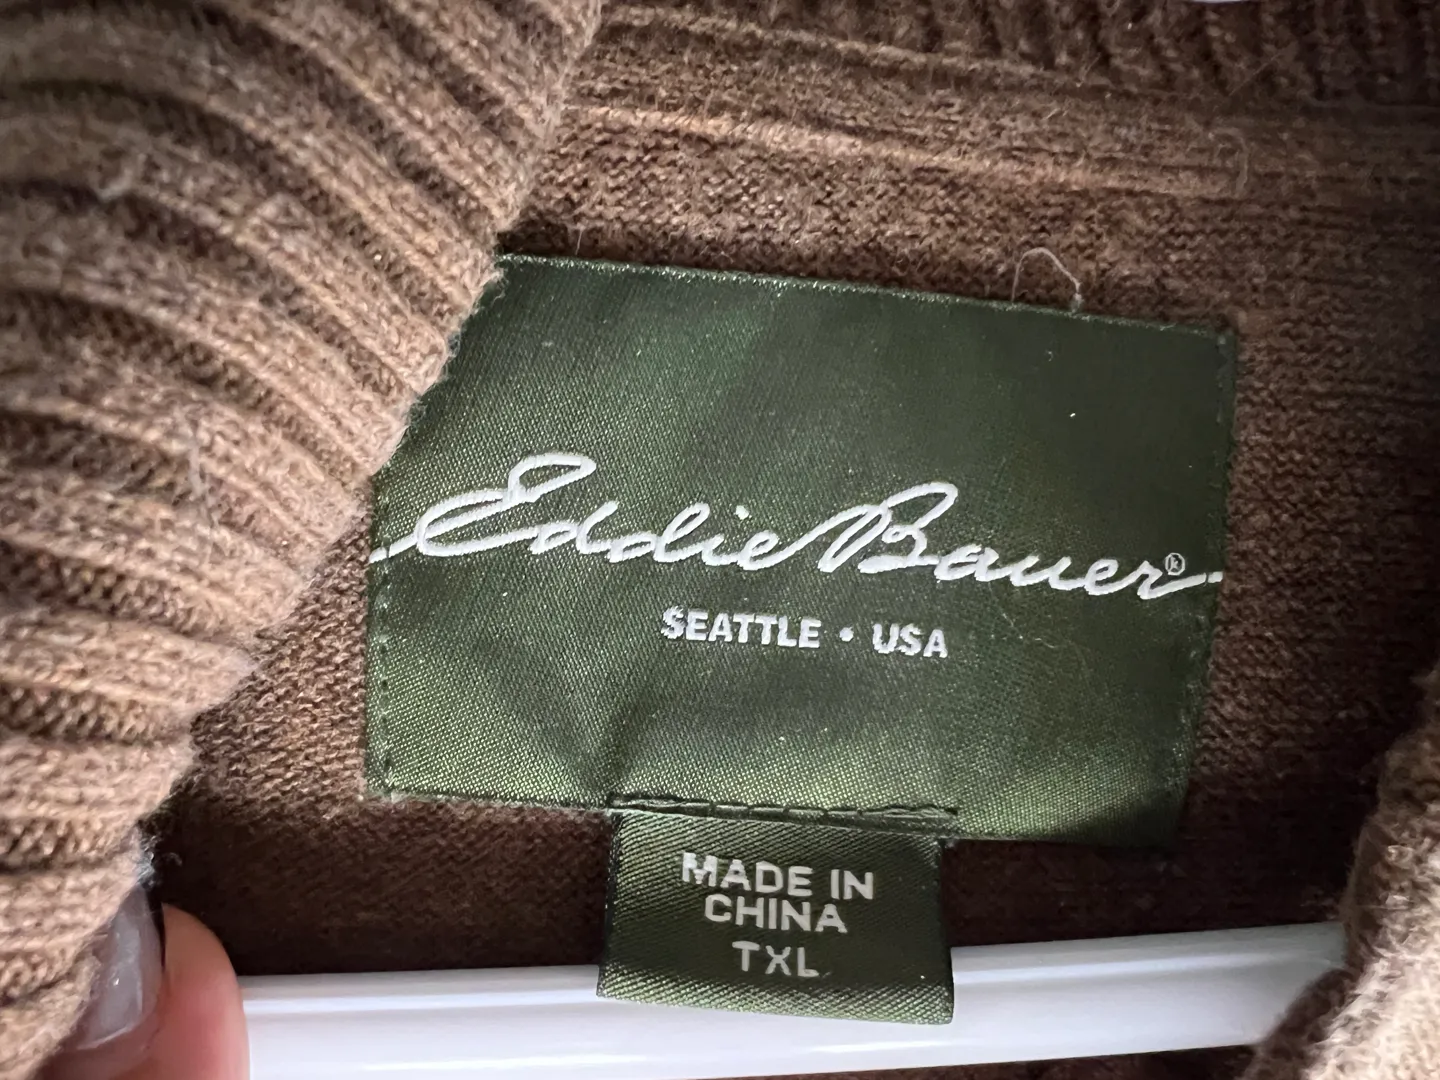 Eddie Bauer®
SEATTLE • USA
MADE IN
CHINA
TXL